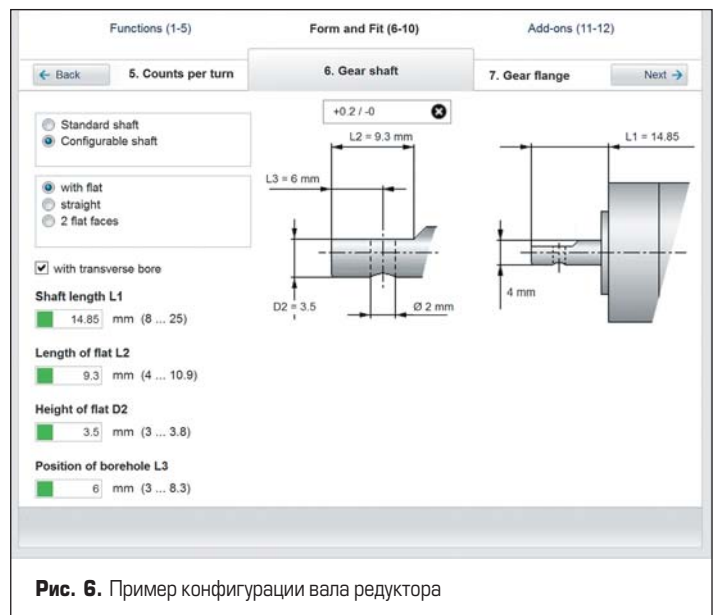 Functions (1-5) Form and Fit (6-10) Add-ons (11-12)
← Back 5. Counts per turn 6. Gear shaft 7. Gear flange Next →
Standard shaft
Configurable shaft
with flat
straight
2 flat faces
with transverse bore
Shaft length L1
14.85 mm (8 ... 25)
Length of flat L2
9.3 mm (4 ... 10.9)
Height of flat D2
3.5 mm (3 ... 3.8)
Position of borehole L3
6 mm (3 ... 8.3)
+0.2 / -0
L2 = 9.3 mm
L3 = 6 mm
D2 = 3.5
Ø 2 mm
L1 = 14.85
4 mm
Рис. 6. Пример конфигурации вала редуктора